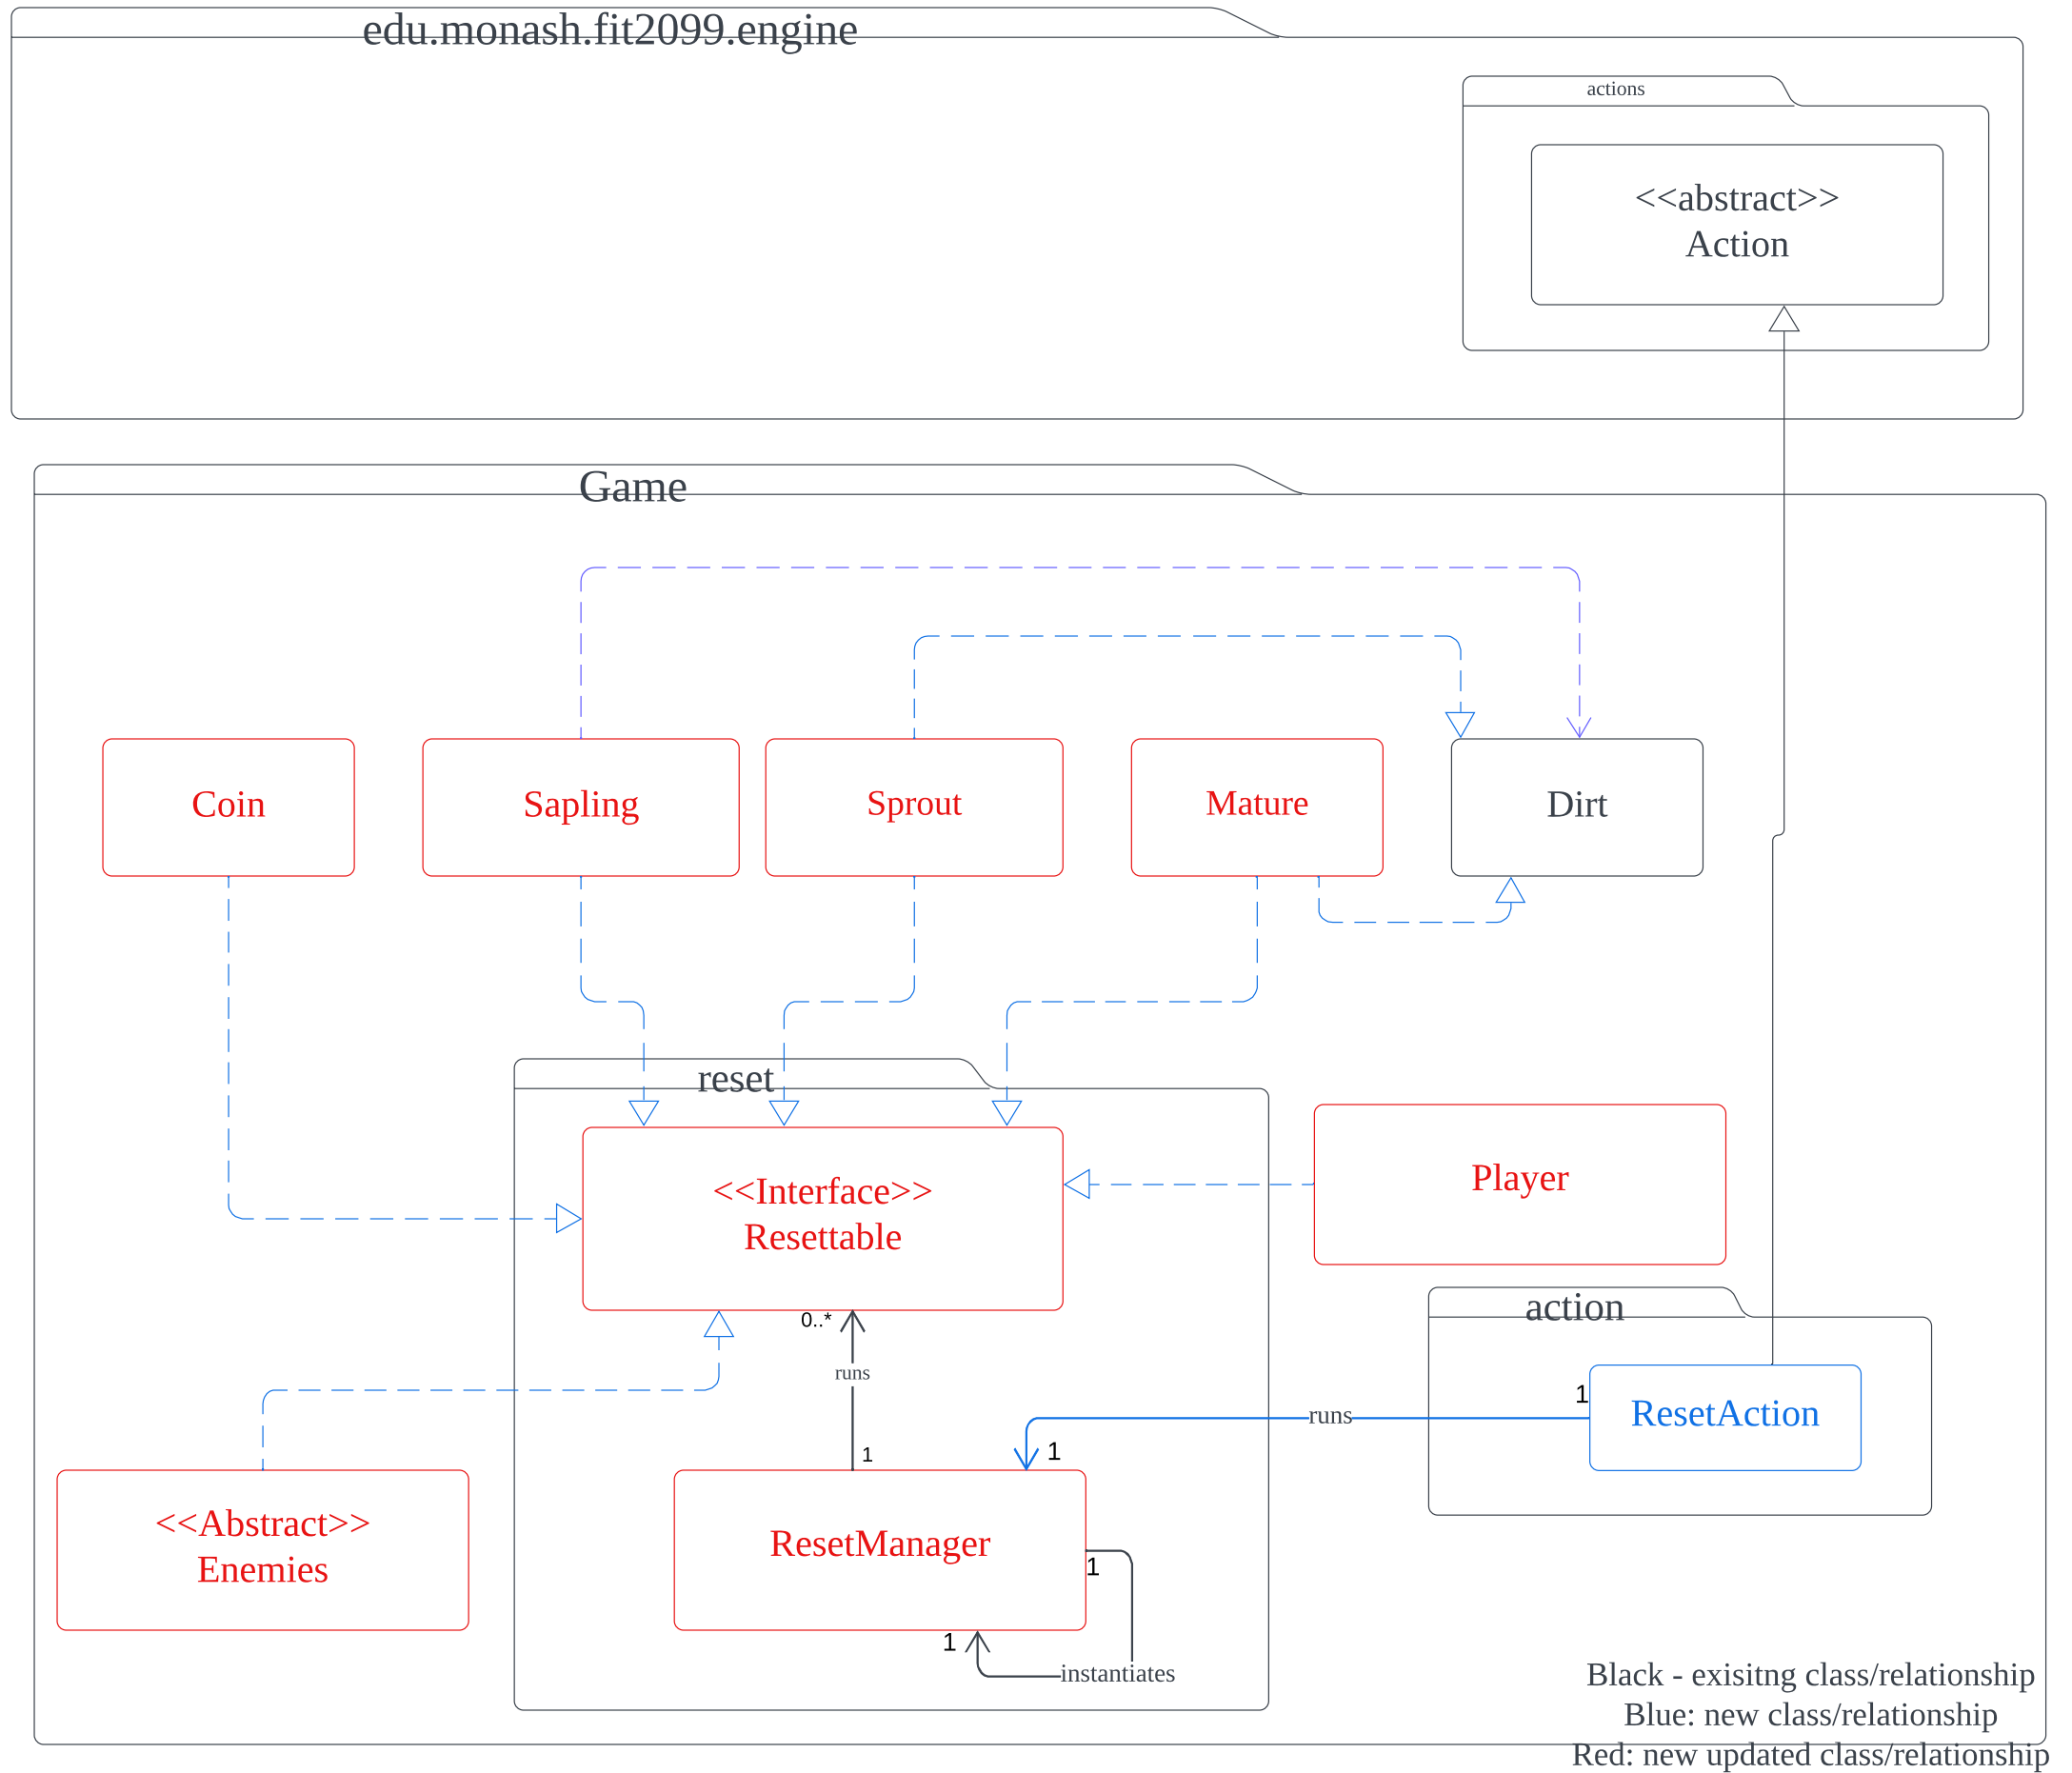 edu.monash.fit2099.engine
actions
<<abstract>>
Action
Game
Coin
Sapling
Sprout
Mature
Dirt
reset
<<Interface>>
Resettable
Player
0..*
runs
1
action
ResetAction
1
runs
1
<<Abstract>>
Enemies
ResetManager
1
1
instantiates
Black - exisitng class/relationship
Blue: new class/relationship
Red: new updated class/relationship